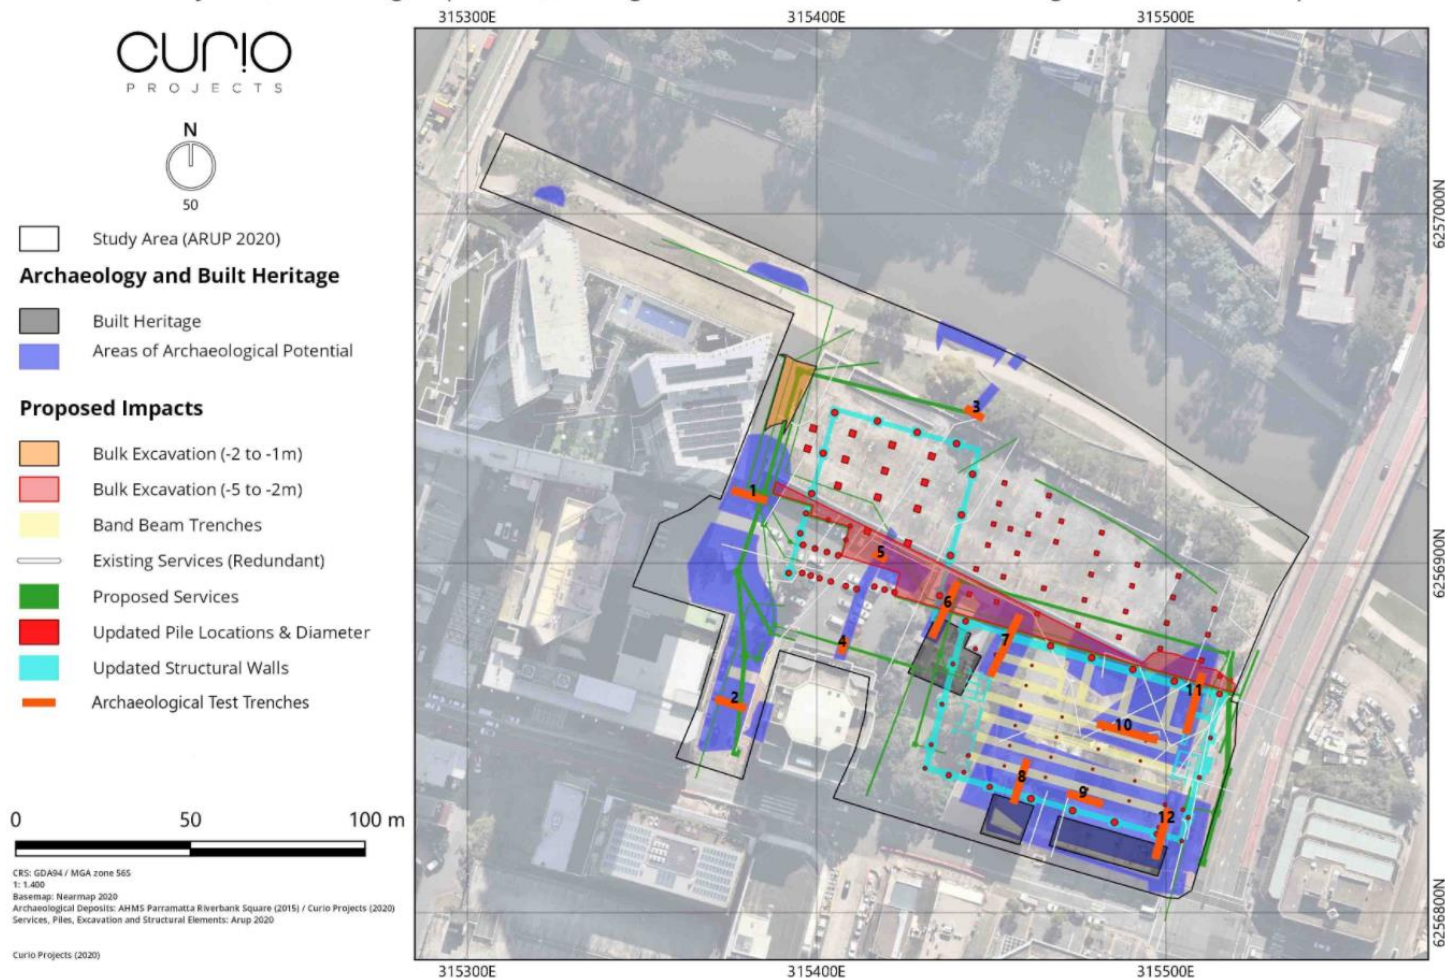 315300E
315400E
315500E
CURIO
PROJECTS
N
50
Study Area (ARUP 2020)
Archaeology and Built Heritage
Built Heritage
Areas of Archaeological Potential
Proposed Impacts
Bulk Excavation (-2 to -1m)
Bulk Excavation (-5 to -2m)
Band Beam Trenches
Existing Services (Redundant)
Proposed Services
Updated Pile Locations & Diameter
Updated Structural Walls
Archaeological Test Trenches
0 50 100 m
CRS: GDA94 / MGA zone 56S
1: 1.400
Basemap: Nearmap 2020
Archaeological Deposits: AHMS Parramatta Riverbank Square (2015) / Curio Projects (2020)
Services, Piles, Excavation and Structural Elements: Arup 2020
Curio Projects (2020)
6257000N
6256900N
6256800N
3
1
5
6
4
7
2
11
10
8
9
12
315300E
315400E
315500E